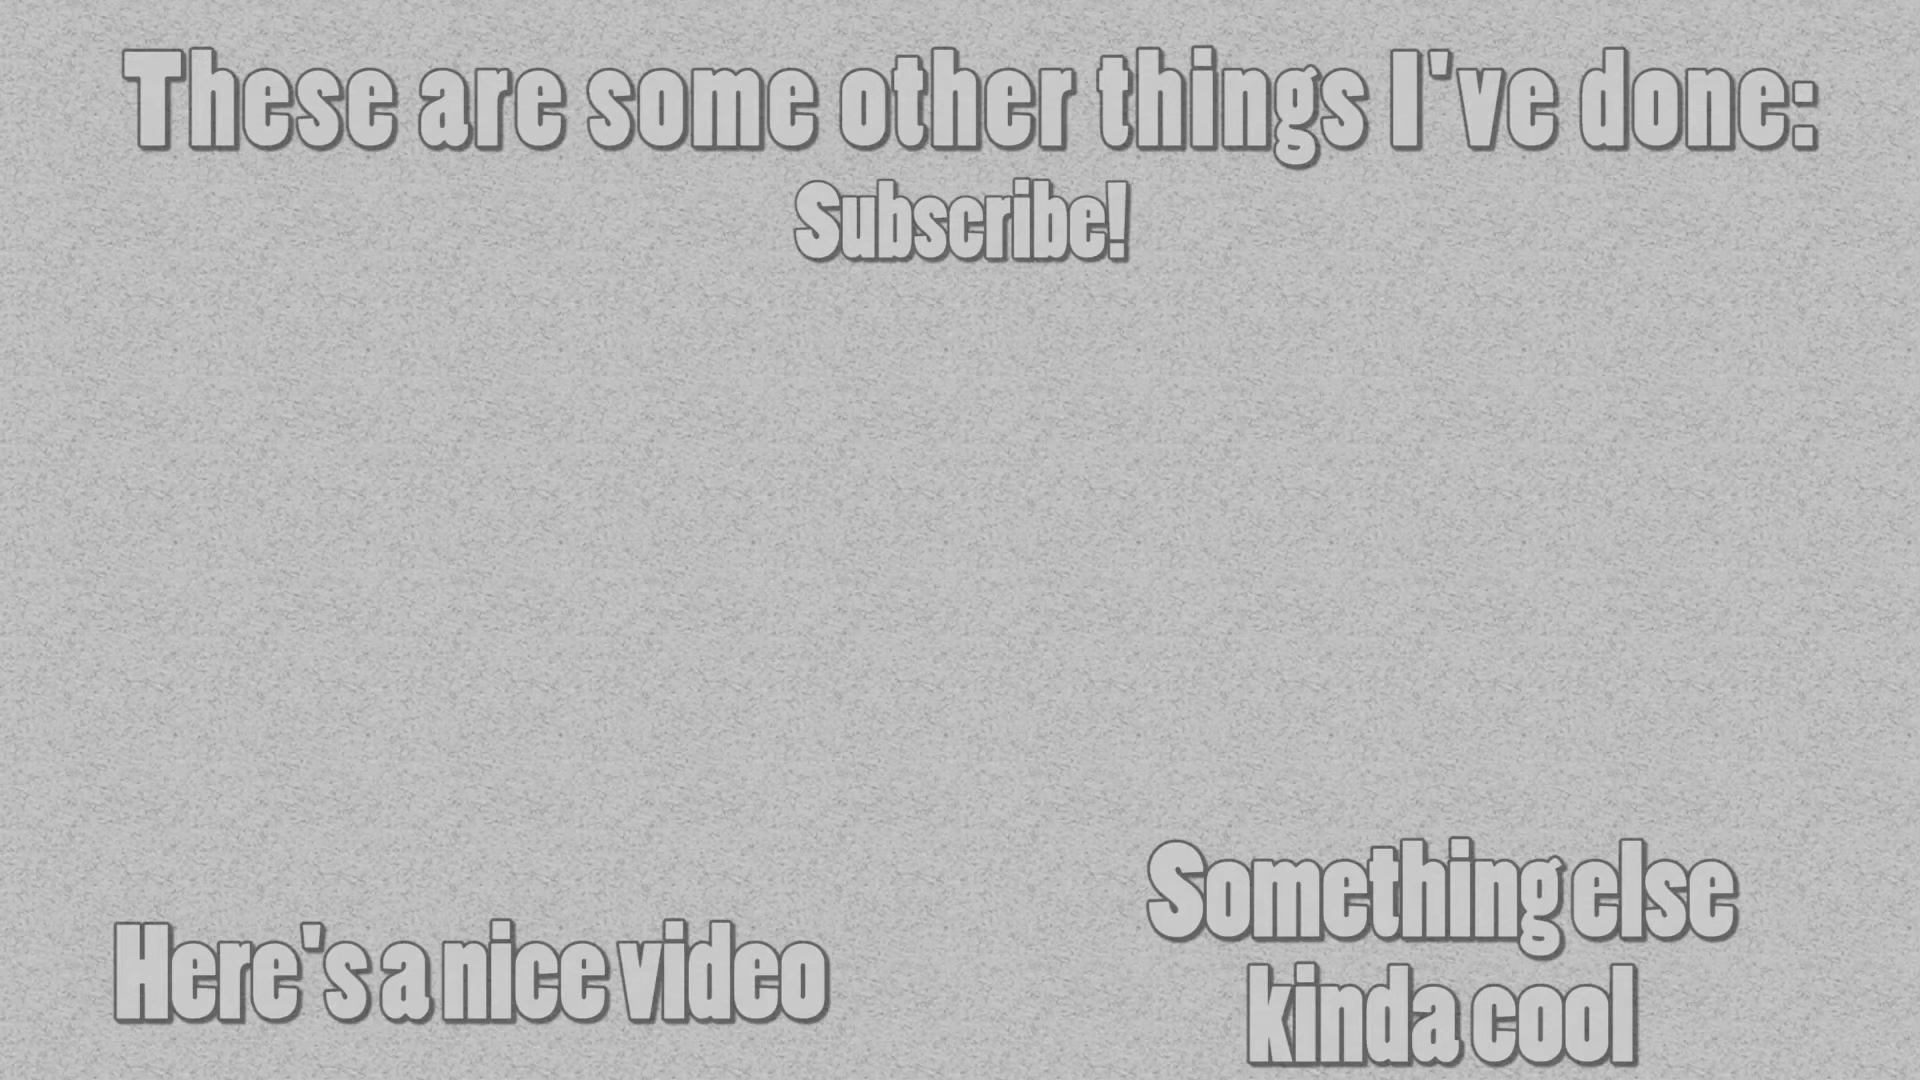 These are some other things I've done:
Subscribe!
Here's a nice video
Something else
kinda cool